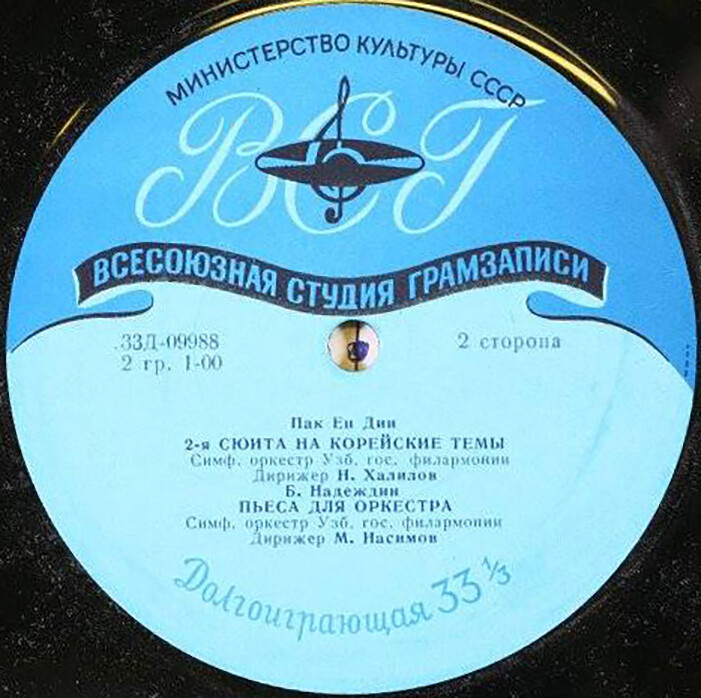 МИНИСТЕРСТВО КУЛЬТУРЫ СССР
ВСГ
ВСЕСОЮЗНАЯ СТУДИЯ ГРАМЗАПИСИ
33Д-09988
2 гр. 1-00
2 сторона
Пак Ен Дин
2-я СЮИТА НА КОРЕЙСКИЕ ТЕМЫ
Симф. оркестр Узб. гос. филармонии
Дирижер Н. Халилов
Б. Надеждин
ПЬЕСА ДЛЯ ОРКЕСТРА
Симф. оркестр Узб. гос. филармонии
Дирижер М. Насимов
Долгоиграющая 33 1/3